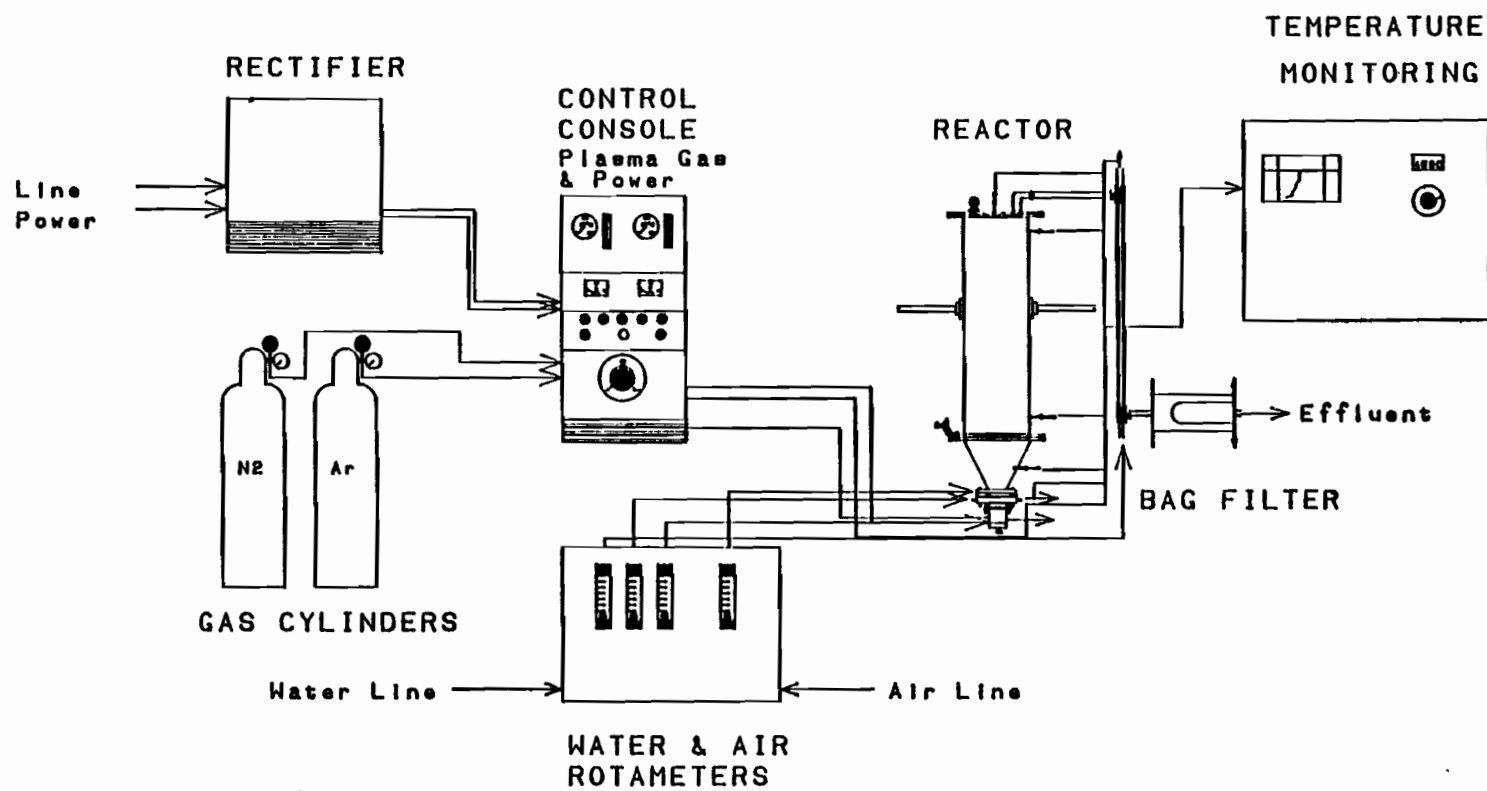 TEMPERATURE
MONITORING
RECTIFIER
CONTROL
CONSOLE
Plasma Gas
& Power
REACTOR
Line
Power
N2
Ar
Effluent
BAG FILTER
GAS CYLINDERS
Water Line
Air Line
WATER & AIR
ROTAMETERS